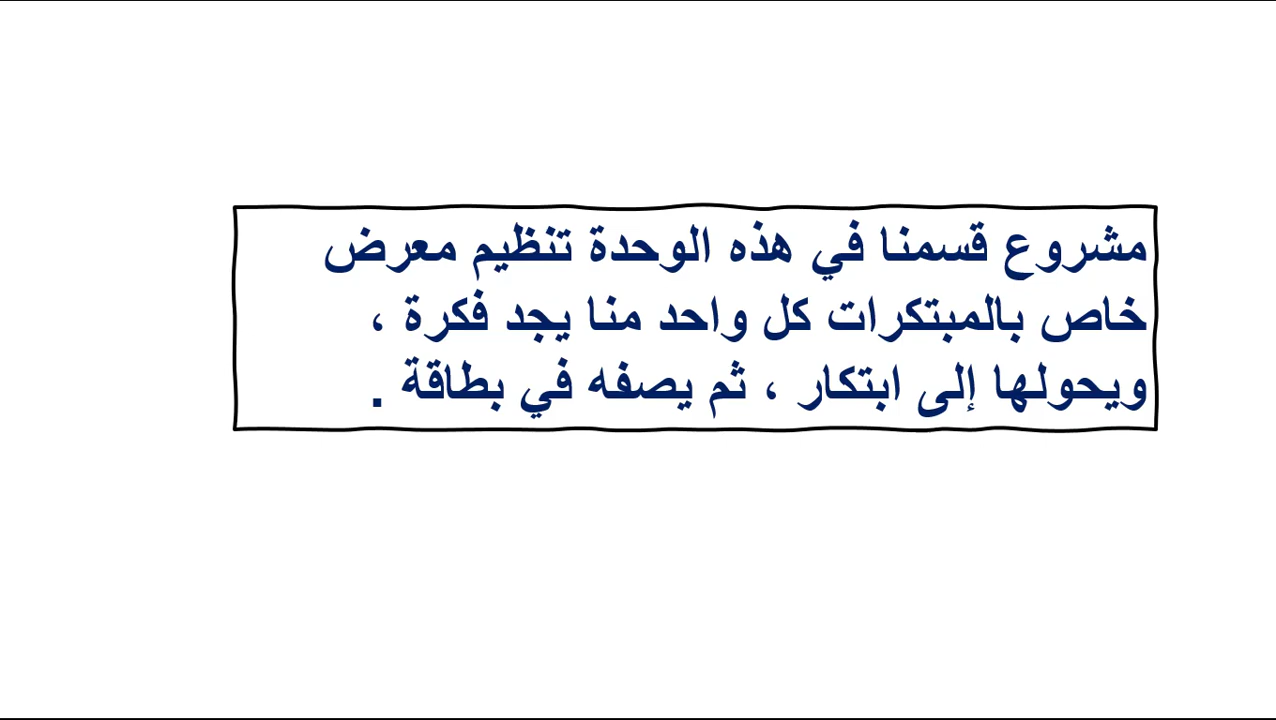 مشروع قسمنا في هذه الوحدة تنظيم معرض
خاص بالمبتكرات كل واحد منا يجد فكرة ،
ويحولها إلى ابتكار ، ثم يصفه في بطاقة .